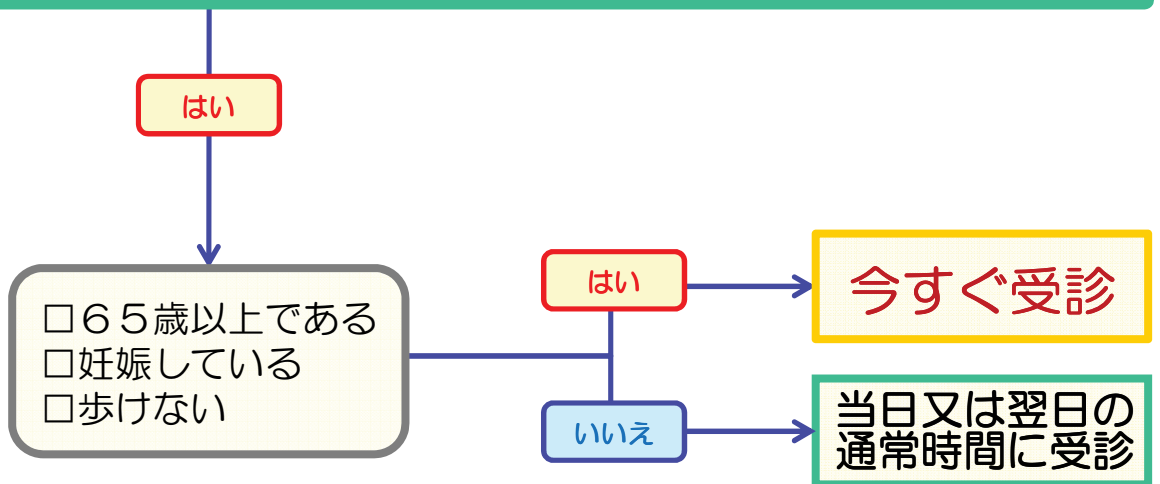 はい
□６５歳以上である
□妊娠している
□歩けない
はい
今すぐ受診
いいえ
当日又は翌日の
通常時間に受診